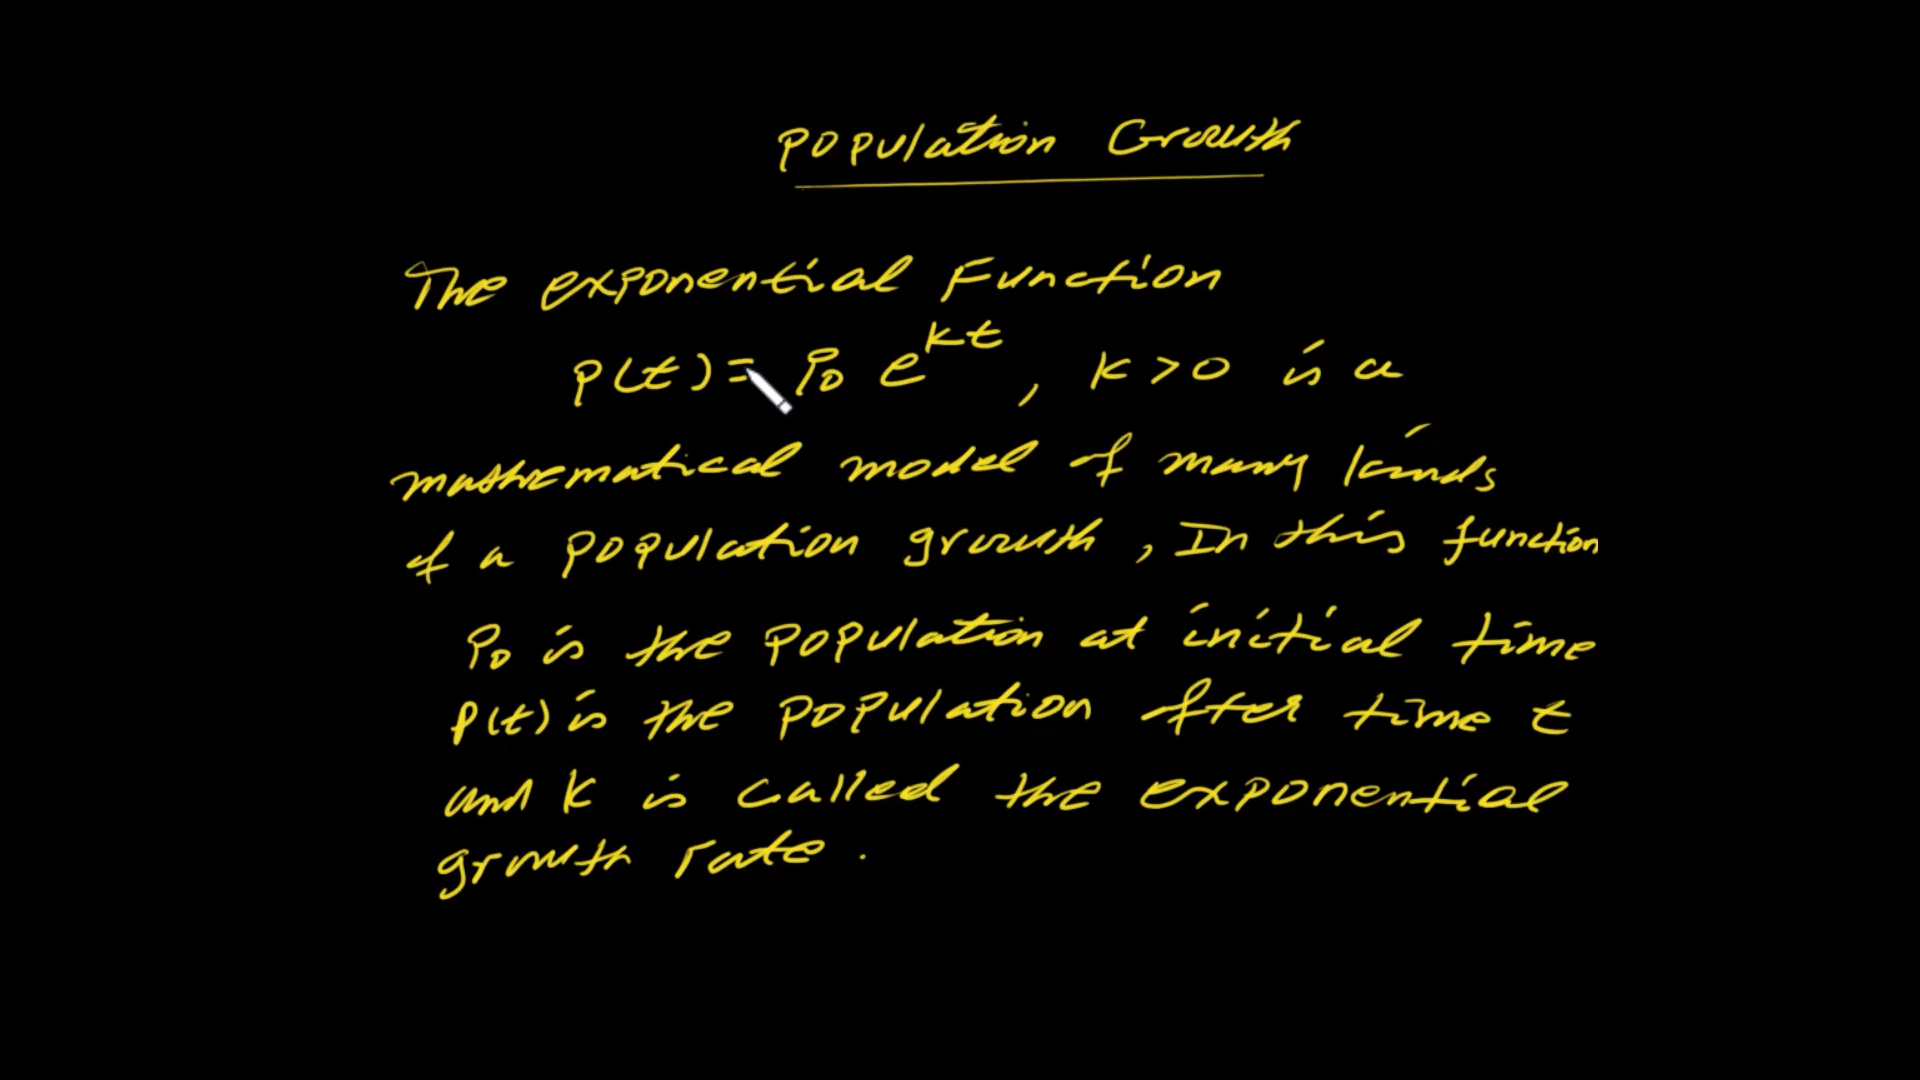 Population Growth
The exponential Function
P(t) = P₀ e^kt , k > 0 is a
mathematical model of many kinds
of a population growth, In this function
P₀ is the population at initial time
P(t) is the population after time t
and k is called the exponential
growth rate.